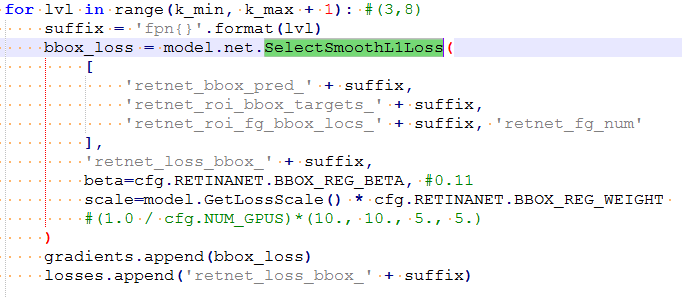 for lvl in range(k_min, k_max + 1): #(3,8)
suffix = 'fpn{}'.format(lvl)
bbox_loss = model.net.SelectSmoothL1Loss(
[
'retnet_bbox_pred_' + suffix,
'retnet_roi_bbox_targets_' + suffix,
'retnet_roi_fg_bbox_locs_' + suffix, 'retnet_fg_num'
],
'retnet_loss_bbox_' + suffix,
beta=cfg.RETINANET.BBOX_REG_BETA, #0.11
scale=model.GetLossScale() * cfg.RETINANET.BBOX_REG_WEIGHT
#(1.0 / cfg.NUM_GPUS)*(10., 10., 5., 5.)
)
gradients.append(bbox_loss)
losses.append('retnet_loss_bbox_' + suffix)